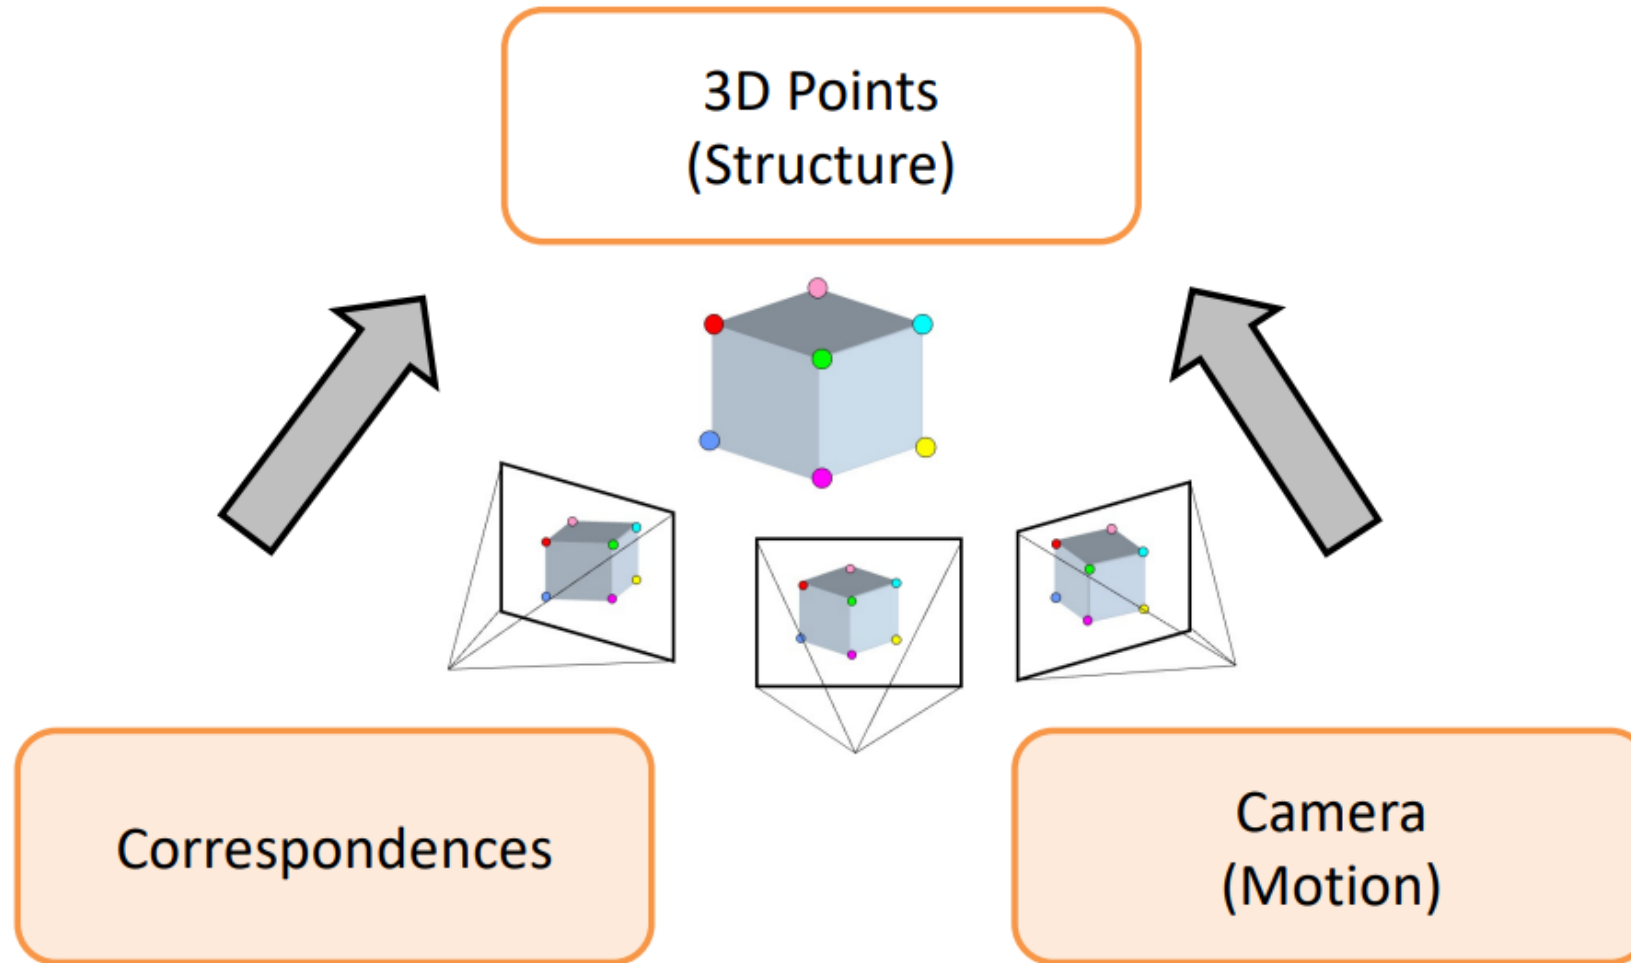 3D Points
(Structure)
Correspondences
Camera
(Motion)